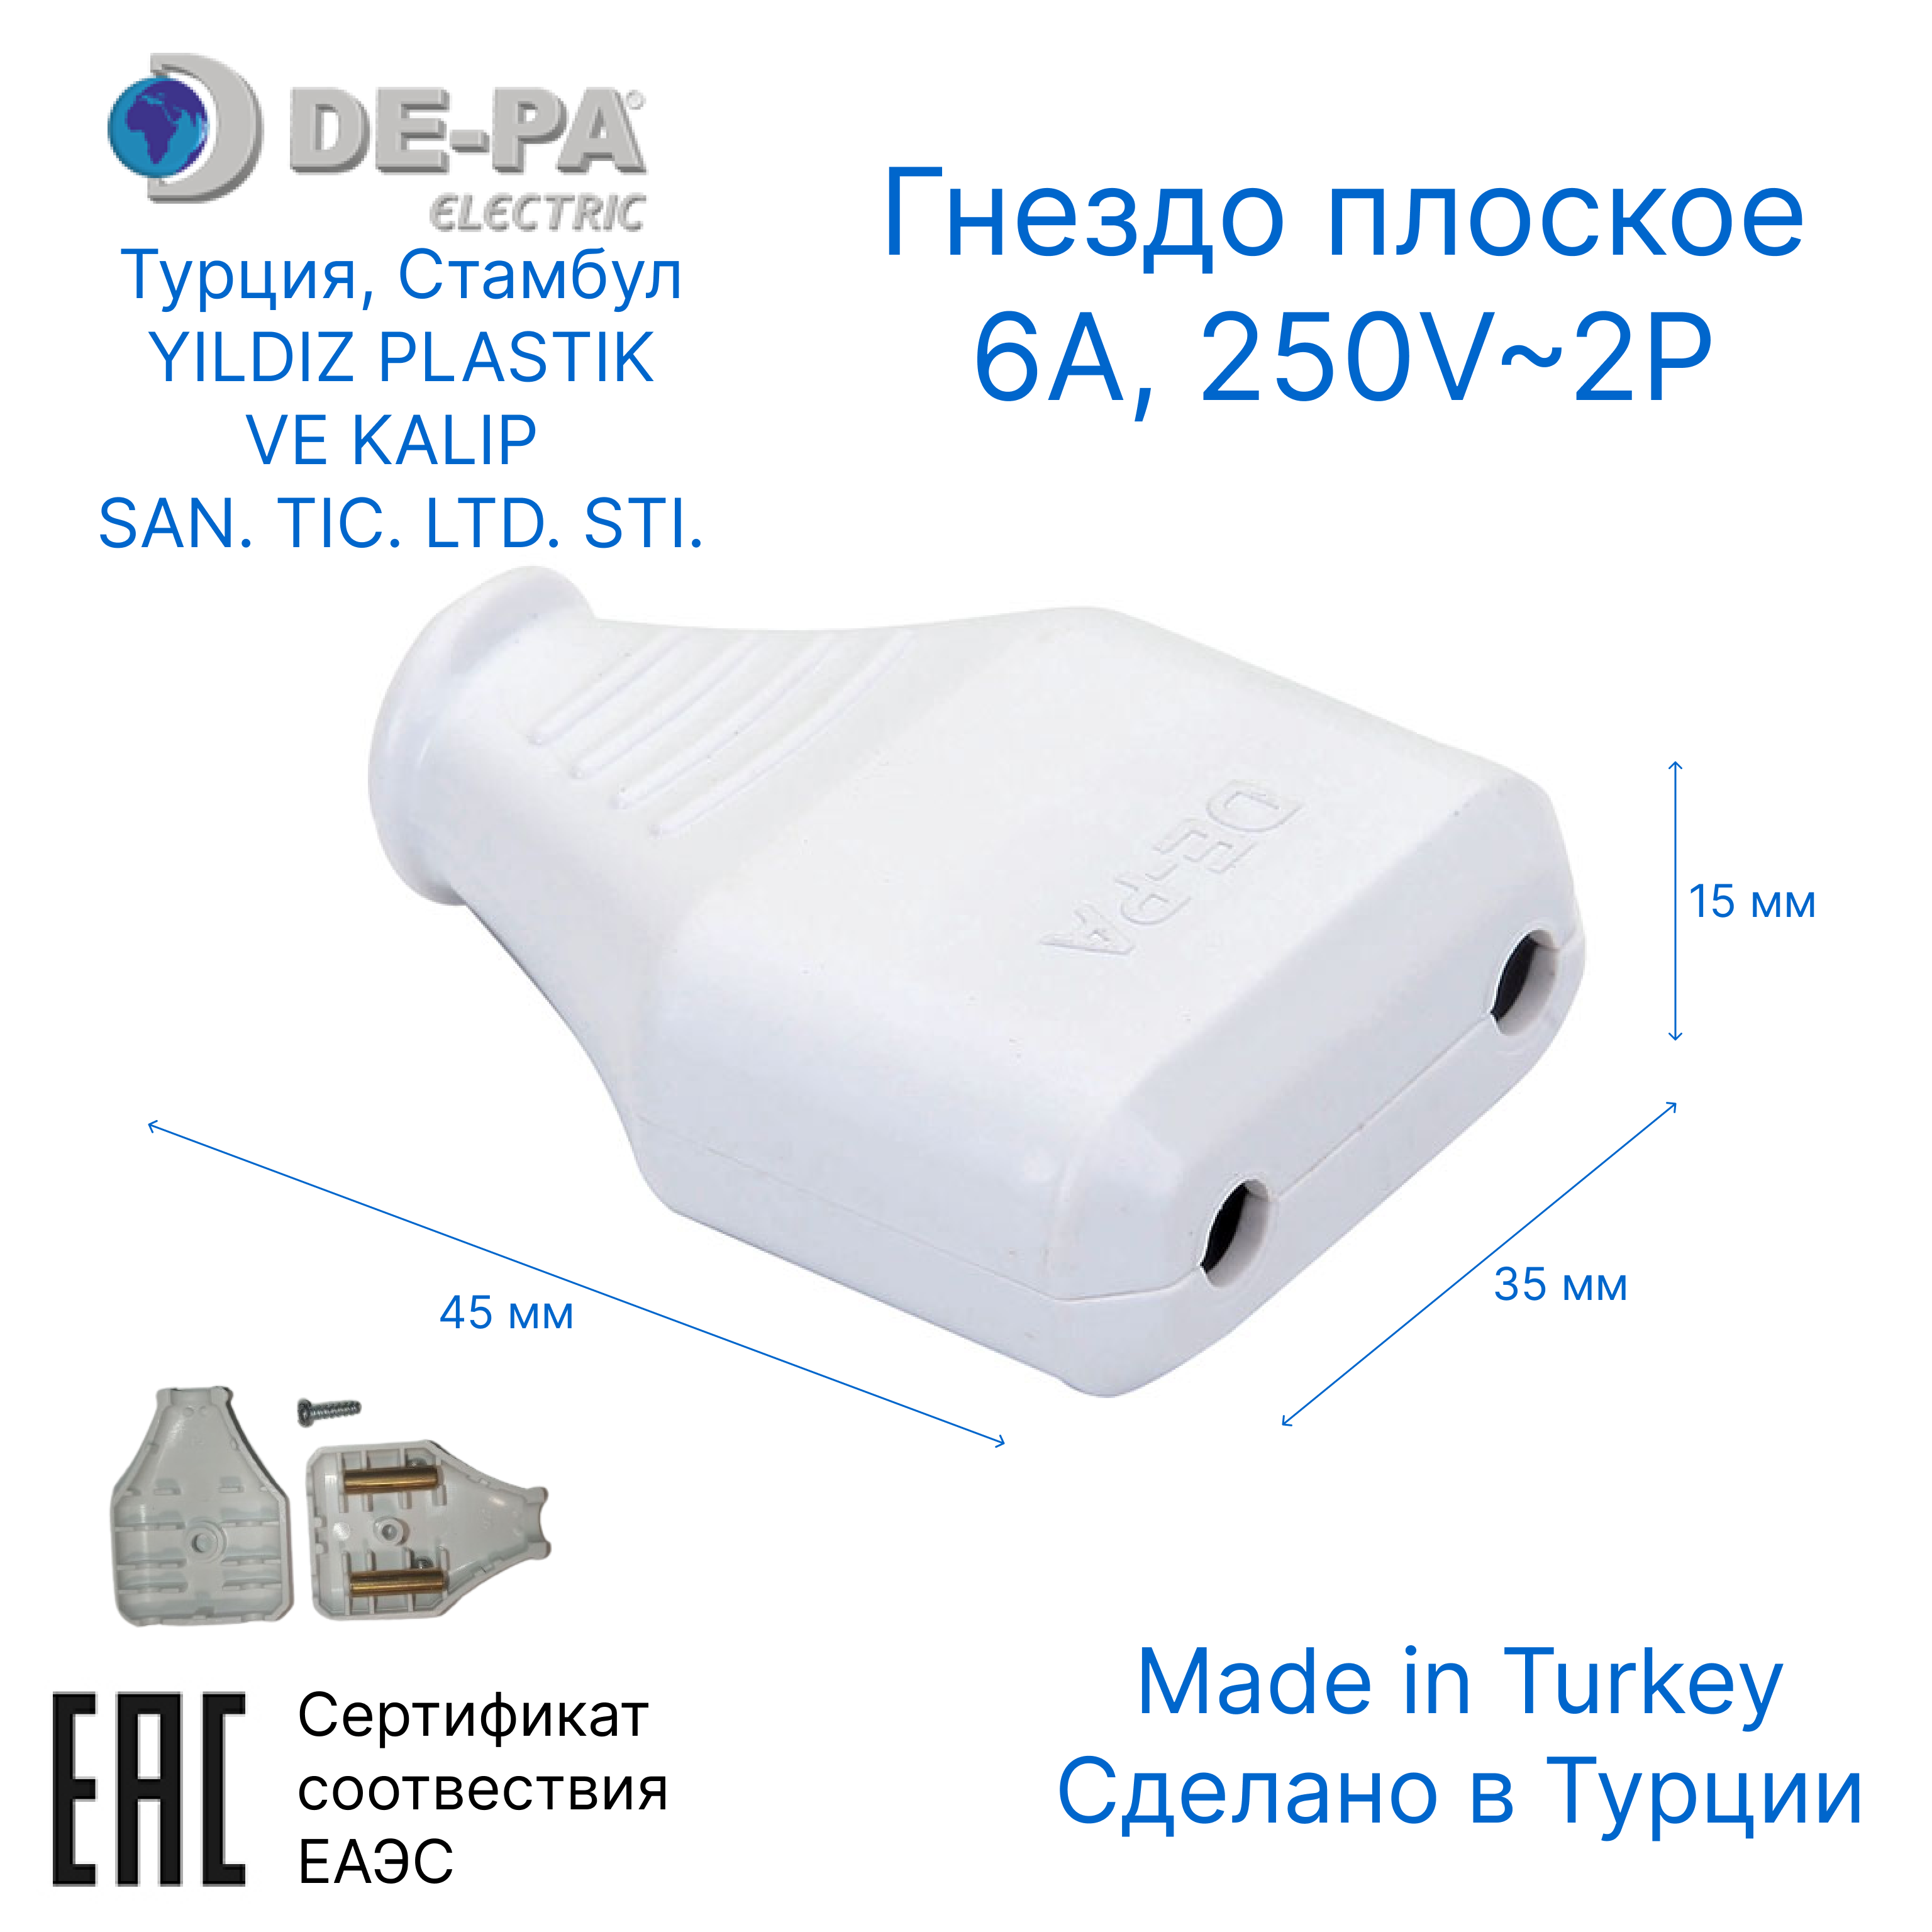 DE-PA®
ELECTRIC
Турция, Стамбул
YILDIZ PLASTIK
VE KALIP
SAN. TIC. LTD. STI.
Гнездо плоское
6А, 250V~2P
DE-PA
15 мм
35 мм
45 мм
EAC
Сертификат
соотвествия
ЕАЭС
Made in Turkey
Сделано в Турции